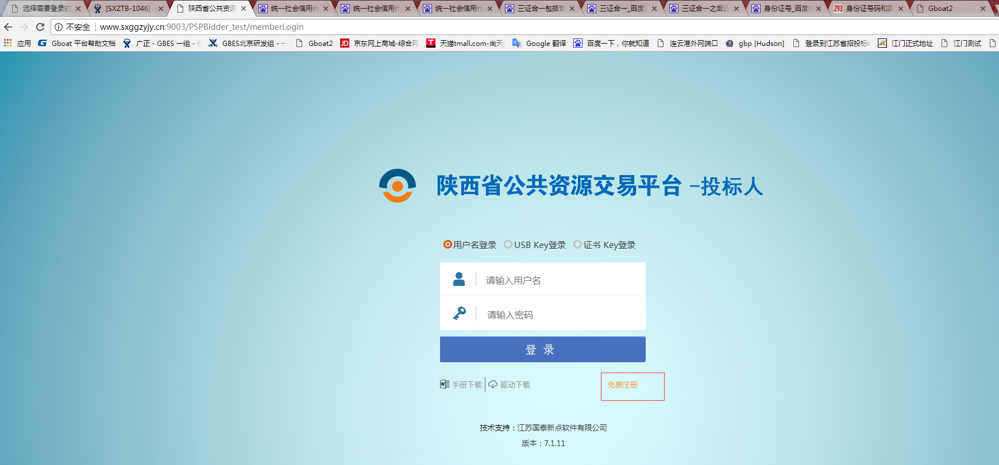 选择需要登录的 [SXZTB-1046] 陕西省公共资源 统一社会信用代 统一社会信用代 统一社会信用代 三证合一包括 三证合一_百度 三证合一之后还 身份证号_百度 293 身份证号码和真 Gboat2
不安全 www.sxggzyjy.cn:9003/PSPBidder_test/memberLogin
应用 Gboat 平台帮助文档 广正 - GBES 一组 - GBES北京研发组 - 一 Gboat2 JD 京东网上商城-综合网 T 天猫tmall.com-尚天 Google 翻译 百度一下，你就知道 连云港外网端口 gbp [Hudson] 登录到江苏省招投标 江门正式地址 江门测试
陕西省公共资源交易平台 -投标人
用户名登录 USB Key登录 证书 Key登录
请输入用户名
请输入密码
登 录
手册下载 驱动下载 免费注册
技术支持：江苏国泰新点软件有限公司
版本：7.1.11